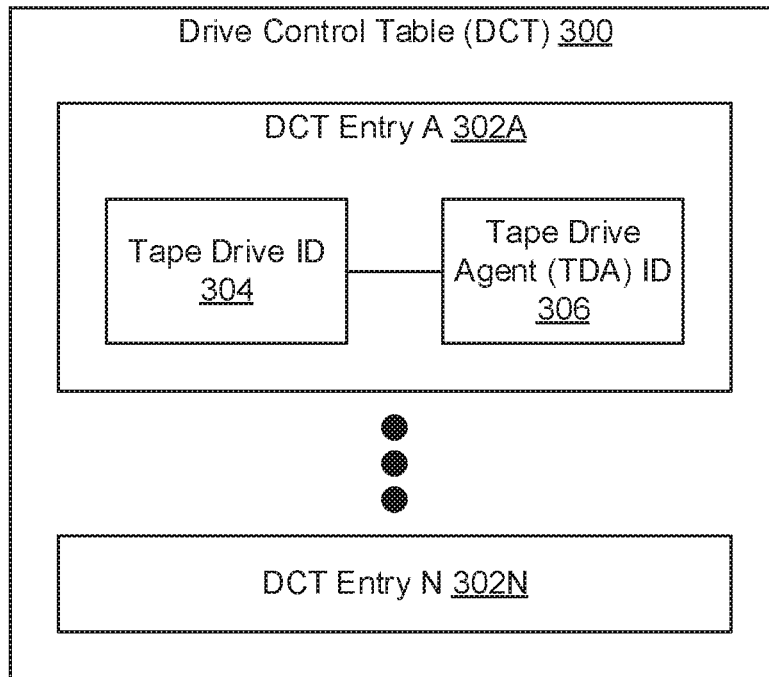 Drive Control Table (DCT) 300
DCT Entry A 302A
Tape Drive ID
304
Tape Drive
Agent (TDA) ID
306
DCT Entry N 302N